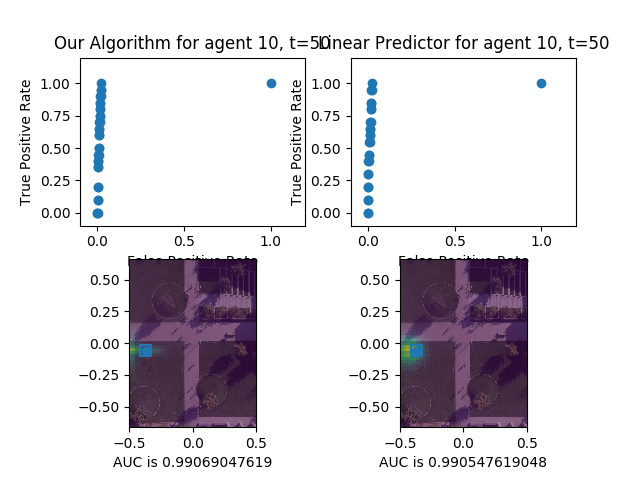 Our Algorithm for agent 10, t=50
Linear Predictor for agent 10, t=50
True Positive Rate
1.00
0.75
0.50
0.25
0.00
0.0 0.5 1.0
False Positive Rate
True Positive Rate
1.00
0.75
0.50
0.25
0.00
0.0 0.5 1.0
False Positive Rate
0.50
0.25
0.00
−0.25
−0.50
−0.5 0.0 0.5
AUC is 0.99069047619
0.50
0.25
0.00
−0.25
−0.50
−0.5 0.0 0.5
AUC is 0.990547619048